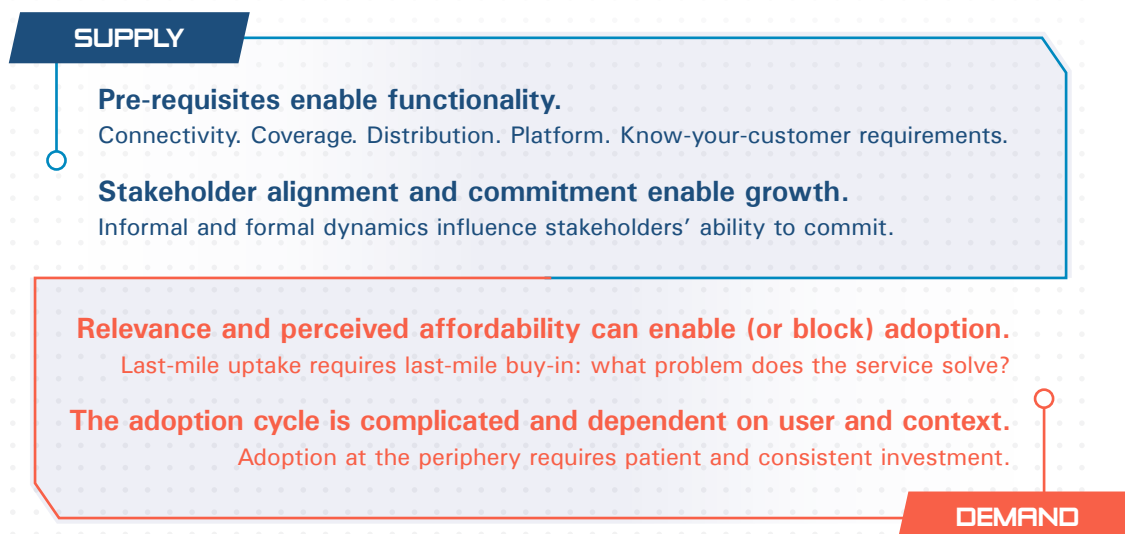 SUPPLY
Pre-requisites enable functionality.
Connectivity. Coverage. Distribution. Platform. Know-your-customer requirements.
Stakeholder alignment and commitment enable growth.
Informal and formal dynamics influence stakeholders’ ability to commit.
Relevance and perceived affordability can enable (or block) adoption.
Last-mile uptake requires last-mile buy-in: what problem does the service solve?
The adoption cycle is complicated and dependent on user and context.
Adoption at the periphery requires patient and consistent investment.
DEMAND